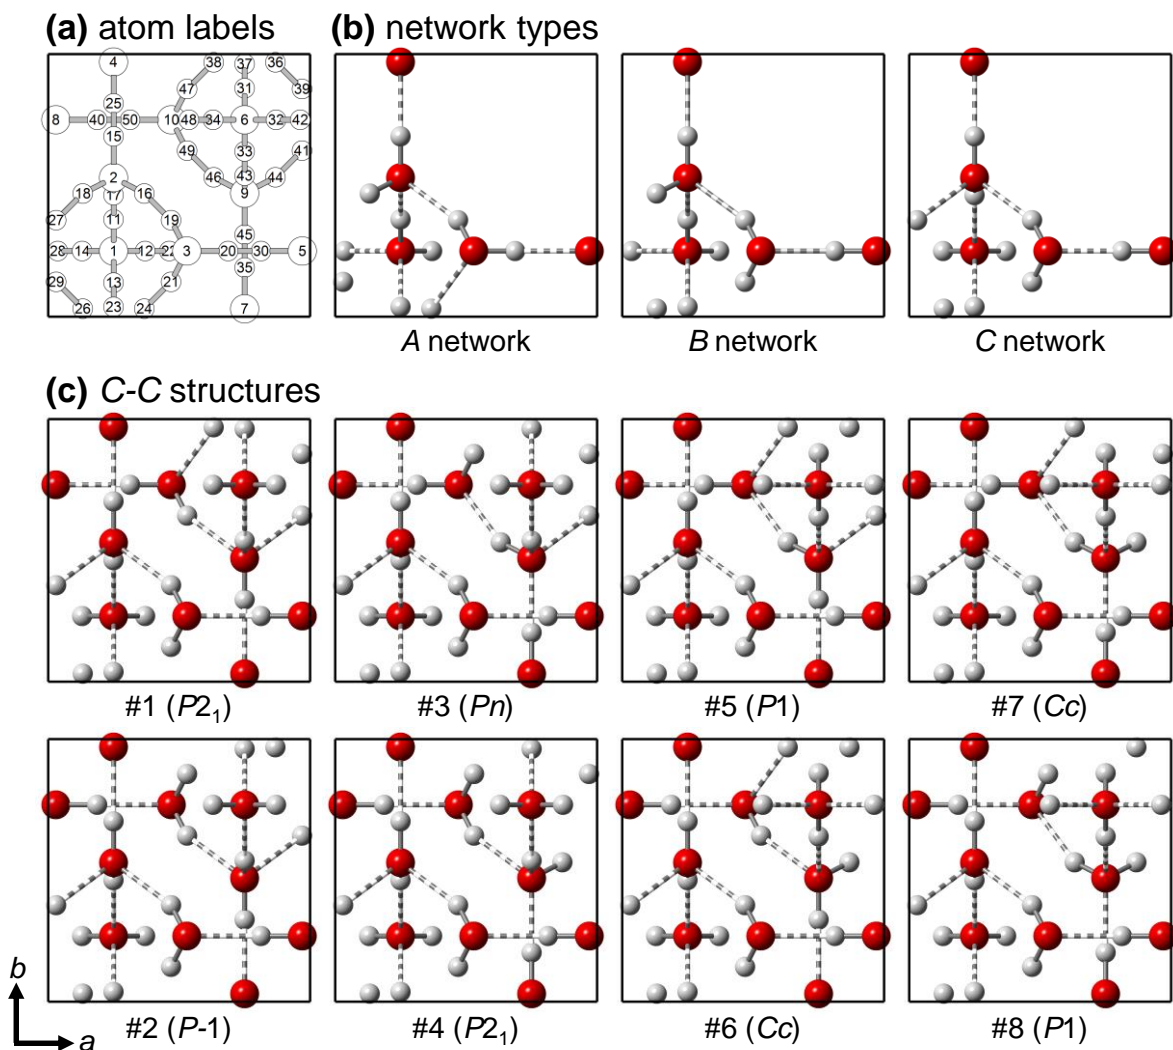 (a) atom labels
(b) network types
4 38 37 36
47 31 39
25
8 40 50 10 48 34 6 32 42
15
49 33 41
2 46 43 44
18 17 16 9
27 11 19
45
28 14 1 12 22 3 20 30 5
13 35
29 21
26 23 24 7
A network
B network
C network
(c) C-C structures
#1 (P2₁)
#3 (Pn)
#5 (P1)
#7 (Cc)
#2 (P-1)
#4 (P2₁)
#6 (Cc)
#8 (P1)
b
a